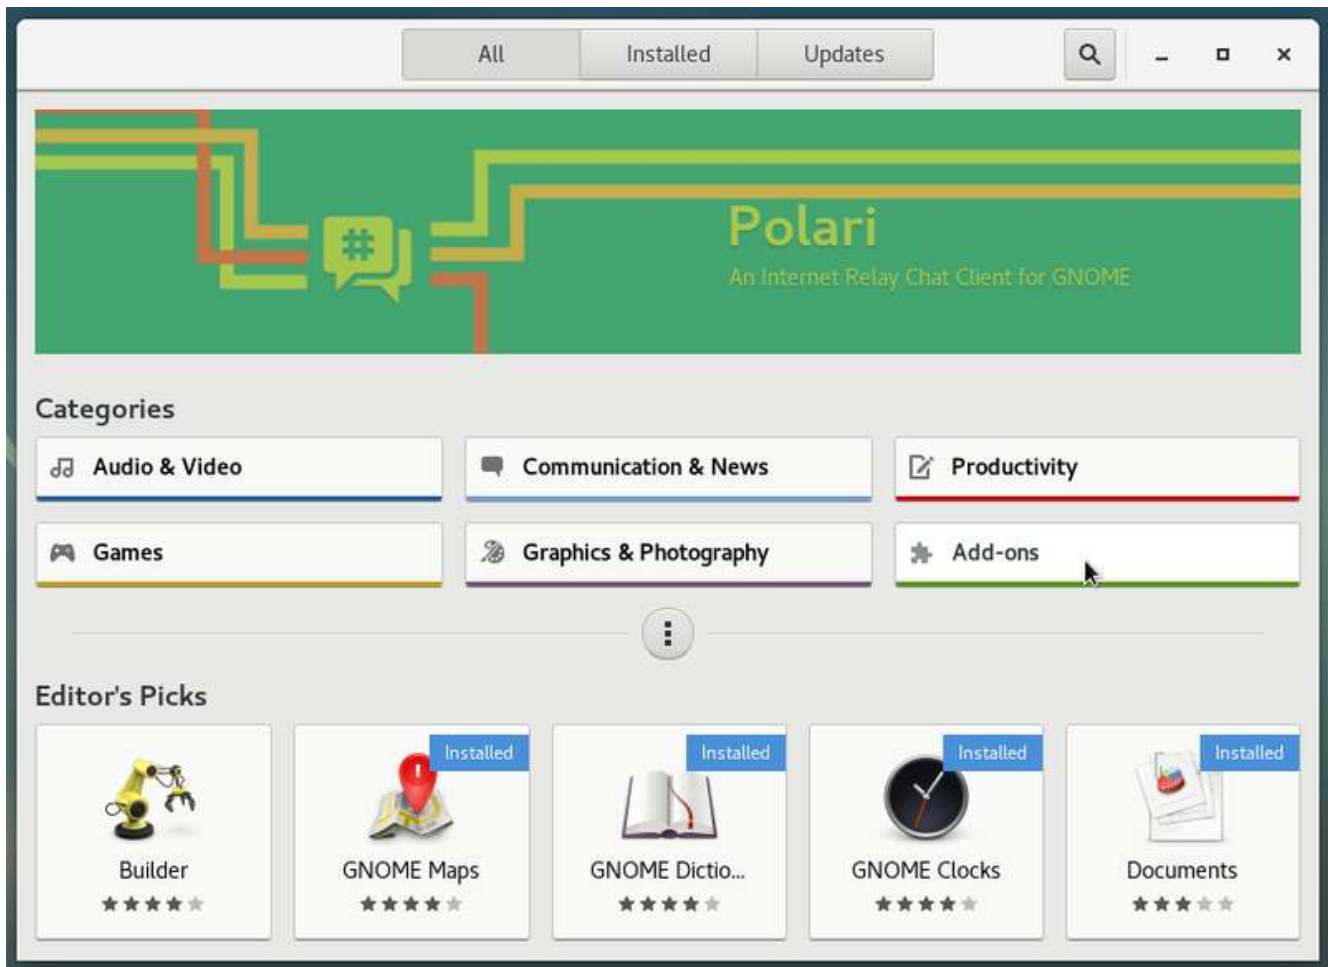 All Installed Updates
#
Polari
An Internet Relay Chat Client for GNOME
Categories
Audio & Video Communication & News Productivity
Games Graphics & Photography Add-ons
Editor's Picks
Installed Installed Installed Installed
Builder GNOME Maps GNOME Dictio... GNOME Clocks Documents